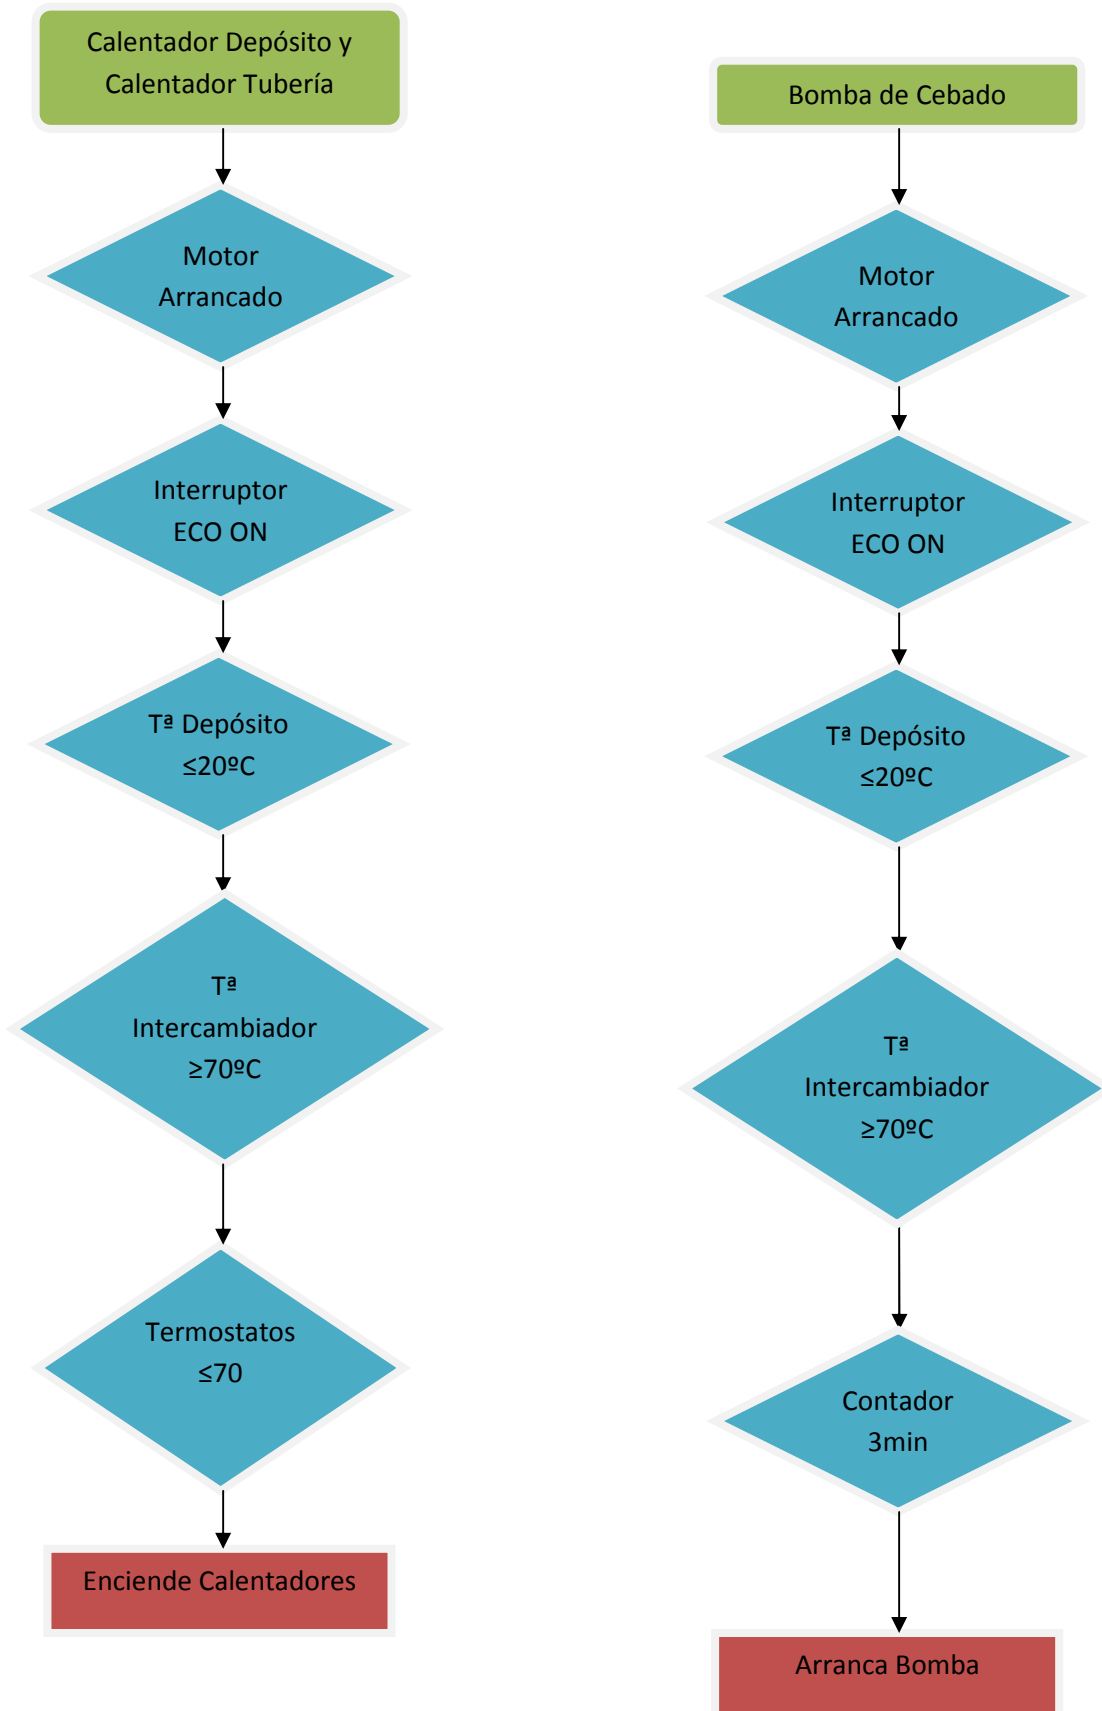 Calentador Depósito y
Calentador Tubería
Motor
Arrancado
Interruptor
ECO ON
Tª Depósito
≤20ºC
Tª
Intercambiador
≥70ºC
Termostatos
≤70
Enciende Calentadores
Bomba de Cebado
Motor
Arrancado
Interruptor
ECO ON
Tª Depósito
≤20ºC
Tª
Intercambiador
≥70ºC
Contador
3min
Arranca Bomba